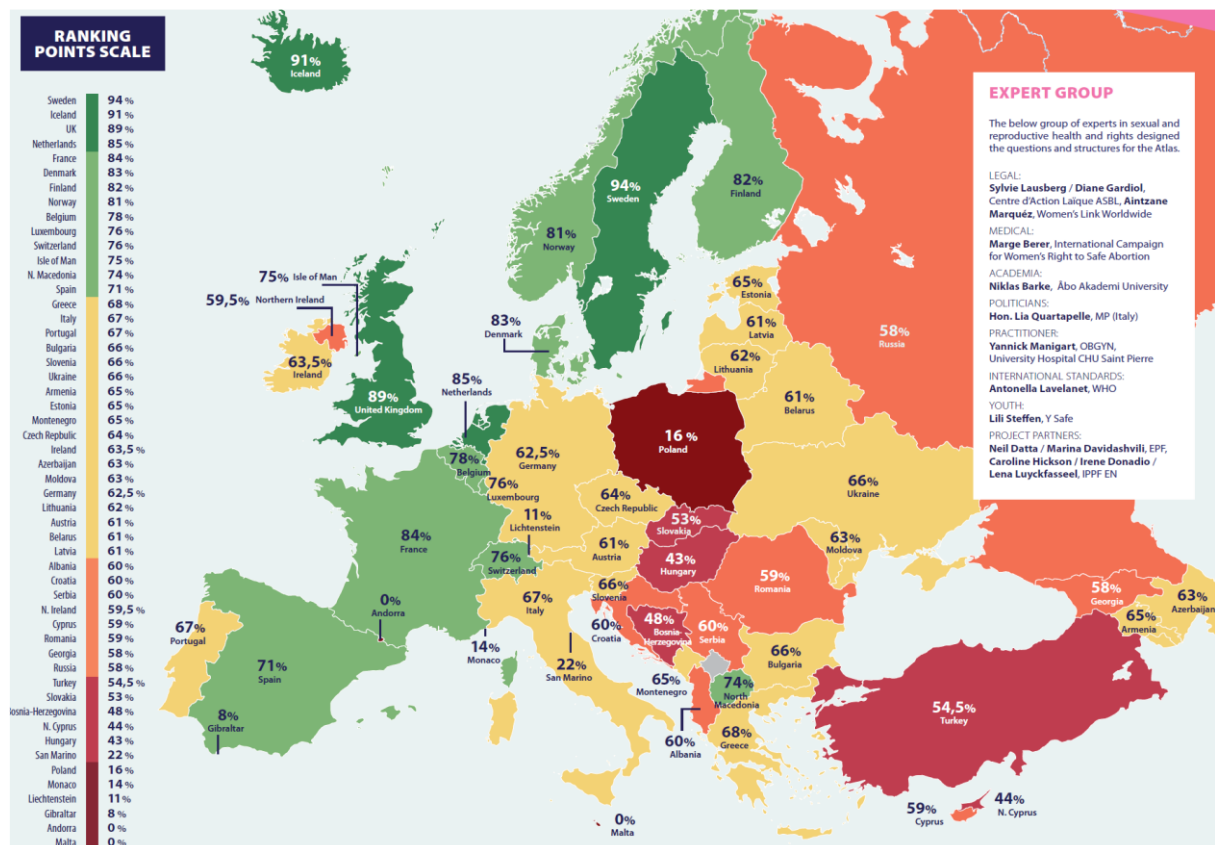 RANKING
POINTS SCALE
Sweden 94 %
Iceland 91 %
UK 89 %
Netherlands 85 %
France 84 %
Denmark 83 %
Finland 82 %
Norway 81 %
Belgium 78 %
Luxembourg 76 %
Switzerland 76 %
Isle of Man 75 %
N. Macedonia 74 %
Spain 71 %
Greece 68 %
Italy 67 %
Portugal 67 %
Bulgaria 66 %
Slovenia 66 %
Ukraine 66 %
Armenia 65 %
Estonia 65 %
Montenegro 65 %
Czech Repulbic 64 %
Ireland 63,5 %
Azerbaijan 63 %
Moldova 63 %
Germany 62,5 %
Lithuania 62 %
Austria 61 %
Belarus 61 %
Latvia 61 %
Albania 60 %
Croatia 60 %
Serbia 60 %
N. Ireland 59,5 %
Cyprus 59 %
Romania 59 %
Georgia 58 %
Russia 58 %
Turkey 54,5 %
Slovakia 53 %
Bosnia-Herzegovina 48 %
N. Cyprus 44 %
Hungary 43 %
San Marino 22 %
Poland 16 %
Monaco 14 %
Liechtenstein 11 %
Gibraltar 8 %
Andorra 0 %
Malta 0 %
91%
Iceland
94%
Sweden
82%
Finland
81%
Norway
75% Isle of Man
59,5% Northern Ireland
83%
Denmark
63,5%
Ireland
89%
United Kingdom
85%
Netherlands
65%
Estonia
61%
Latvia
62%
Lithuania
58%
Russia
61%
Belarus
16 %
Poland
62,5%
Germany
78%
Belgium
76%
Luxembourg
11%
Lichtenstein
64%
Czech Republic
66%
Ukraine
53%
Slovakia
84%
France
76%
Switzerland
61%
Austria
43%
Hungary
63%
Moldova
59%
Romania
66%
Slovenia
67%
Italy
0%
Andorra
67%
Portugal
71%
Spain
8%
Gibraltar
14%
Monaco
22%
San Marino
60%
Croatia
48%
Bosnia-
Herzegovina
60%
Serbia
65%
Montenegro
66%
Bulgaria
74%
North
Macedonia
60%
Albania
68%
Greece
58%
Georgia
65%
Armenia
63%
Azerbaijan
54,5%
Turkey
0%
Malta
59%
Cyprus
44%
N. Cyprus
EXPERT GROUP
The below group of experts in sexual and
reproductive health and rights designed
the questions and structures for the Atlas.
LEGAL:
Sylvie Lausberg / Diane Gardiol,
Centre d'Action Laïque ASBL, Aintzane
Marquéz, Women's Link Worldwide
MEDICAL:
Marge Berer, International Campaign
for Women's Right to Safe Abortion
ACADEMIA:
Niklas Barke, Åbo Akademi University
POLITICIANS:
Hon. Lia Quartapelle, MP (Italy)
PRACTITIONER:
Yannick Manigart, OBGYN,
University Hospital CHU Saint Pierre
INTERNATIONAL STANDARDS:
Antonella Lavelanet, WHO
YOUTH:
Lili Steffen, Y Safe
PROJECT PARTNERS:
Neil Datta / Marina Davidashvili, EPF,
Caroline Hickson / Irene Donadio /
Lena Luyckfasseel, IPPF EN